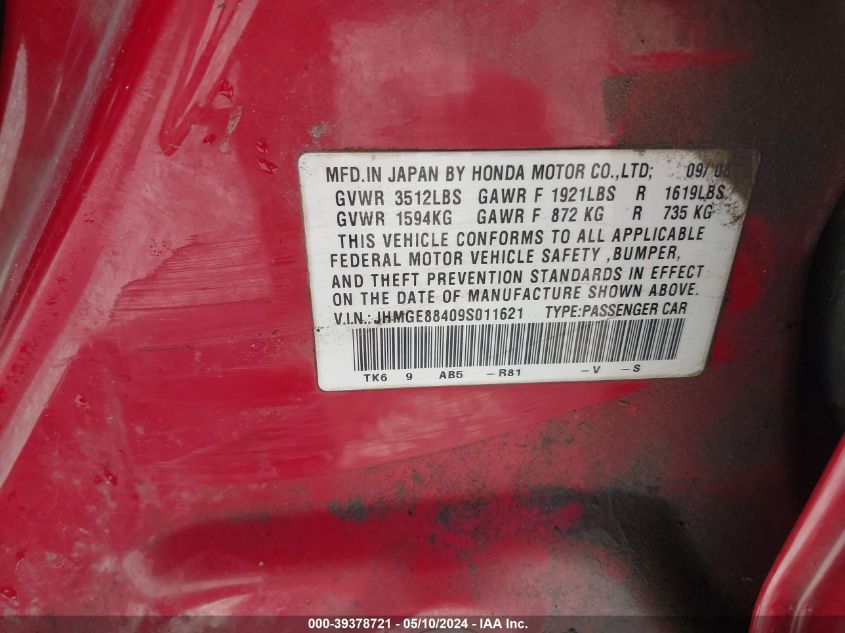 MFD.IN JAPAN BY HONDA MOTOR CO.,LTD; 09/08
GVWR 3512LBS GAWR F 1921LBS R 1619LBS
GVWR 1594KG GAWR F 872 KG R 735 KG
THIS VEHICLE CONFORMS TO ALL APPLICABLE
FEDERAL MOTOR VEHICLE SAFETY ,BUMPER,
AND THEFT PREVENTION STANDARDS IN EFFECT
ON THE DATE OF MANUFACTURE SHOWN ABOVE.
V.I.N.: JHMGE88409S011621 TYPE:PASSENGER CAR
TK6 9 AB5 -R81 -V -S
000-39378721 - 05/10/2024 - IAA Inc.